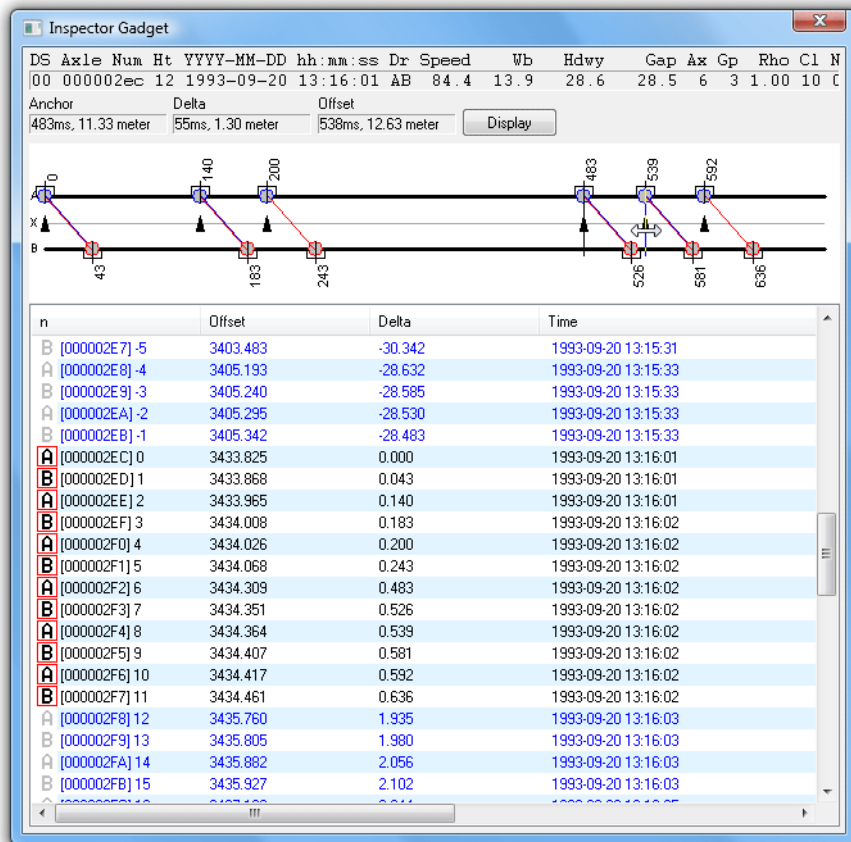 Inspector Gadget
DS Axle Num Ht YYYY-MM-DD hh:mm:ss Dr Speed Wb Hdwy Gap Ax Gp Rho Cl N
00 000002ec 12 1993-09-20 13:16:01 AB 84.4 13.9 28.6 28.5 6 3 1.00 10
Anchor Delta Offset
483ms, 11.33 meter 55ms, 1.30 meter 538ms, 12.63 meter Display
0 140 200 483 539 592
A
X
B
43 183 243 526 581 636
n Offset Delta Time
B [000002E7] -5 3403.483 -30.342 1993-09-20 13:15:31
A [000002E8] -4 3405.193 -28.632 1993-09-20 13:15:33
B [000002E9] -3 3405.240 -28.585 1993-09-20 13:15:33
A [000002EA] -2 3405.295 -28.530 1993-09-20 13:15:33
B [000002EB] -1 3405.342 -28.483 1993-09-20 13:15:33
A [000002EC] 0 3433.825 0.000 1993-09-20 13:16:01
B [000002ED] 1 3433.868 0.043 1993-09-20 13:16:01
A [000002EE] 2 3433.965 0.140 1993-09-20 13:16:01
B [000002EF] 3 3434.008 0.183 1993-09-20 13:16:02
A [000002F0] 4 3434.026 0.200 1993-09-20 13:16:02
B [000002F1] 5 3434.068 0.243 1993-09-20 13:16:02
A [000002F2] 6 3434.309 0.483 1993-09-20 13:16:02
B [000002F3] 7 3434.351 0.526 1993-09-20 13:16:02
A [000002F4] 8 3434.364 0.539 1993-09-20 13:16:02
B [000002F5] 9 3434.407 0.581 1993-09-20 13:16:02
A [000002F6] 10 3434.417 0.592 1993-09-20 13:16:02
B [000002F7] 11 3434.461 0.636 1993-09-20 13:16:02
A [000002F8] 12 3435.760 1.935 1993-09-20 13:16:03
B [000002F9] 13 3435.805 1.980 1993-09-20 13:16:03
A [000002FA] 14 3435.882 2.056 1993-09-20 13:16:03
B [000002FB] 15 3435.927 2.102 1993-09-20 13:16:03